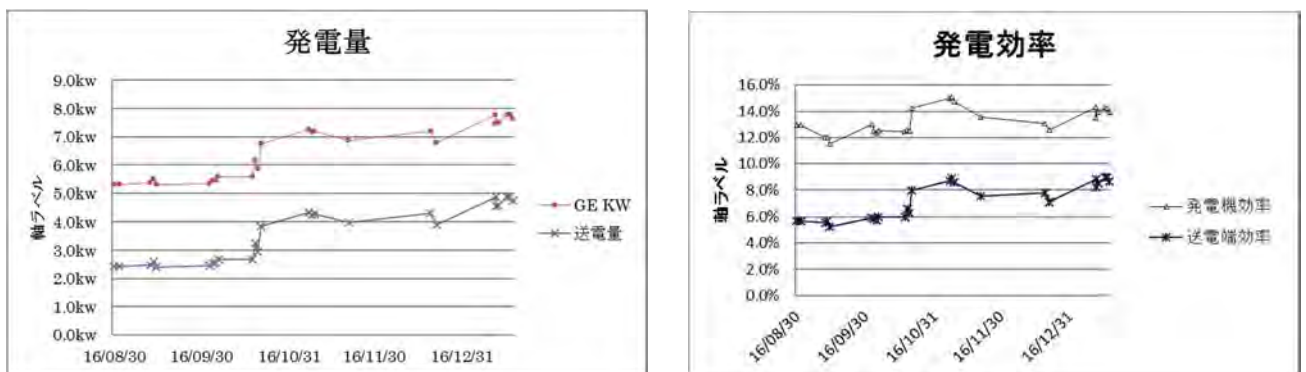 発電量
9.0kw
8.0kw
7.0kw
6.0kw
5.0kw
4.0kw
3.0kw
2.0kw
1.0kw
0.0kw
軸ラベル
16/08/30 16/09/30 16/10/31 16/11/30 16/12/31
GE KW
送電量
発電効率
16.0%
14.0%
12.0%
10.0%
8.0%
6.0%
4.0%
2.0%
0.0%
軸ラベル
16/08/30 16/09/30 16/10/31 16/11/30 16/12/31
発電機効率
送電端効率